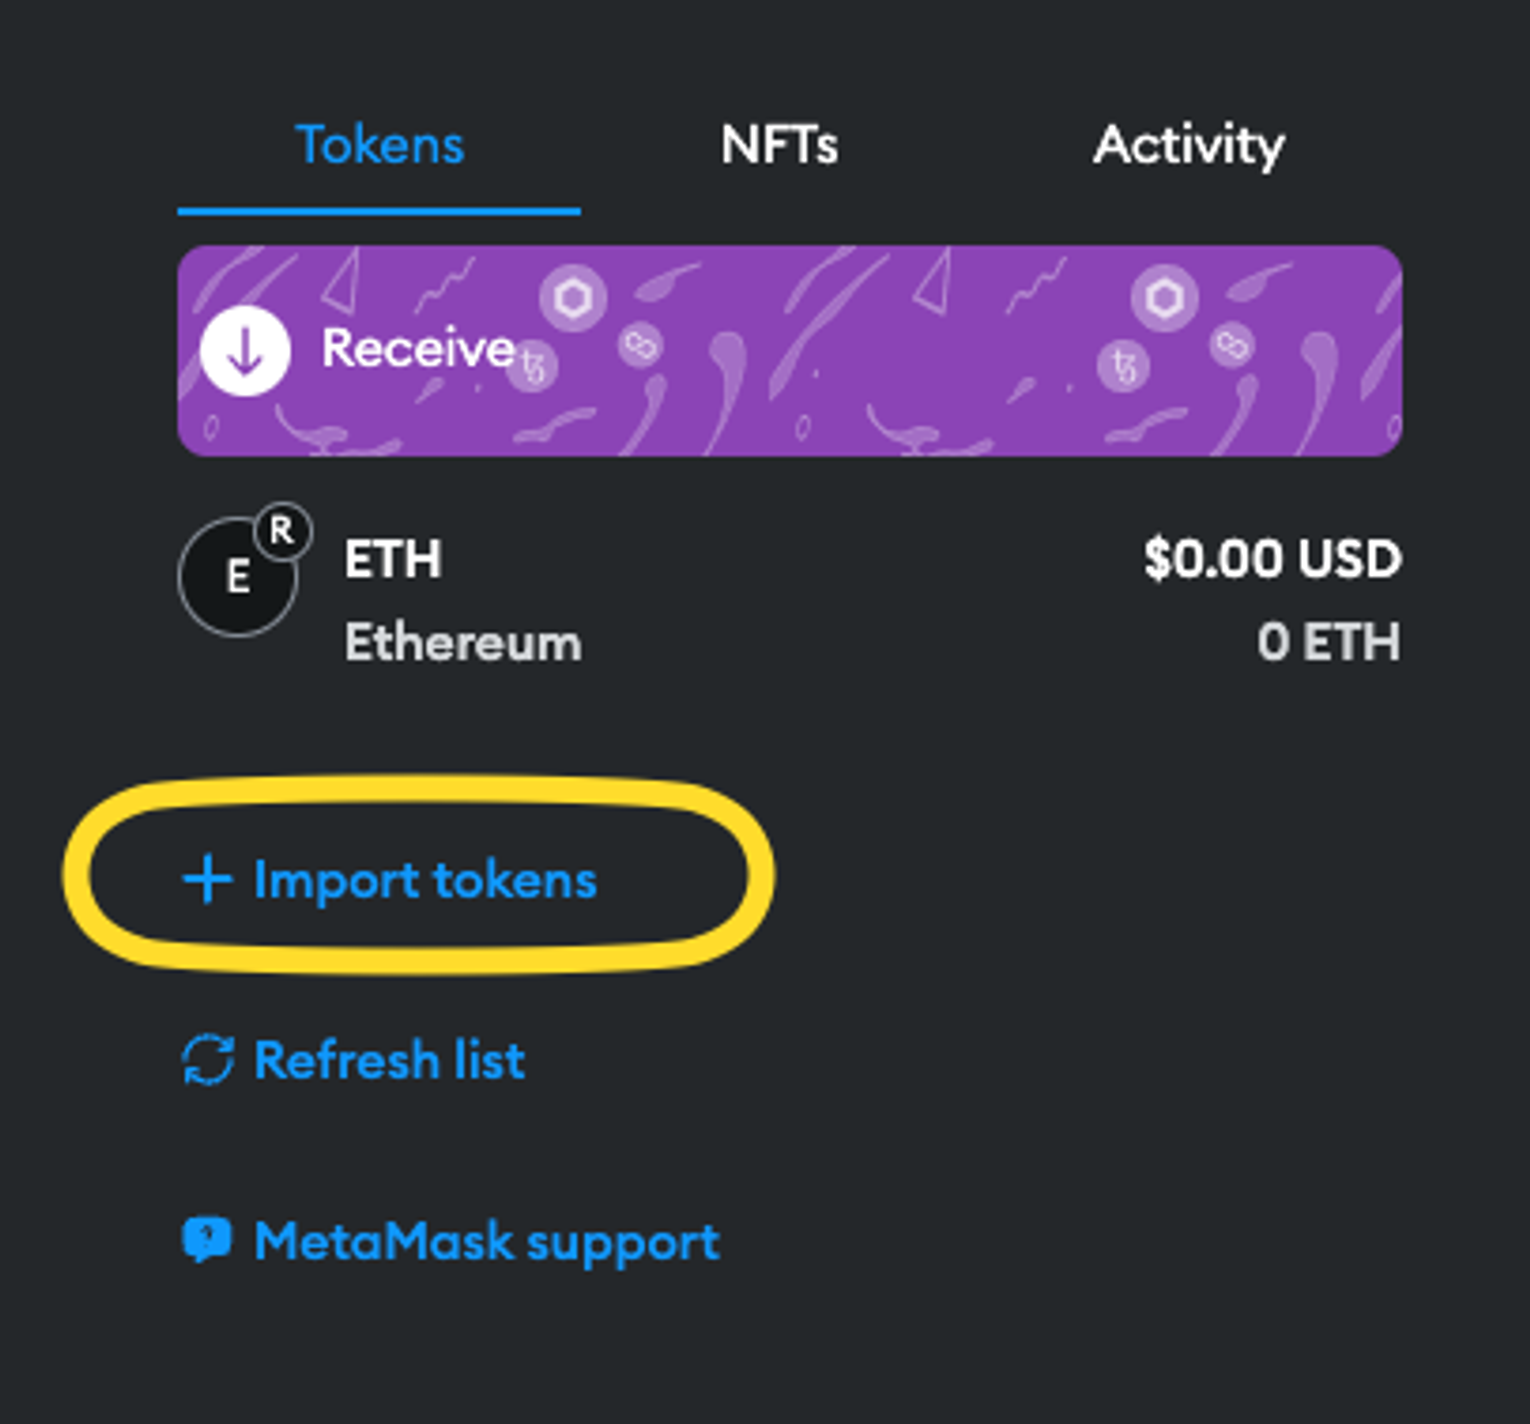 Tokens NFTs Activity
Receive
R
E
ETH $0.00 USD
Ethereum 0 ETH
Import tokens
Refresh list
? MetaMask support